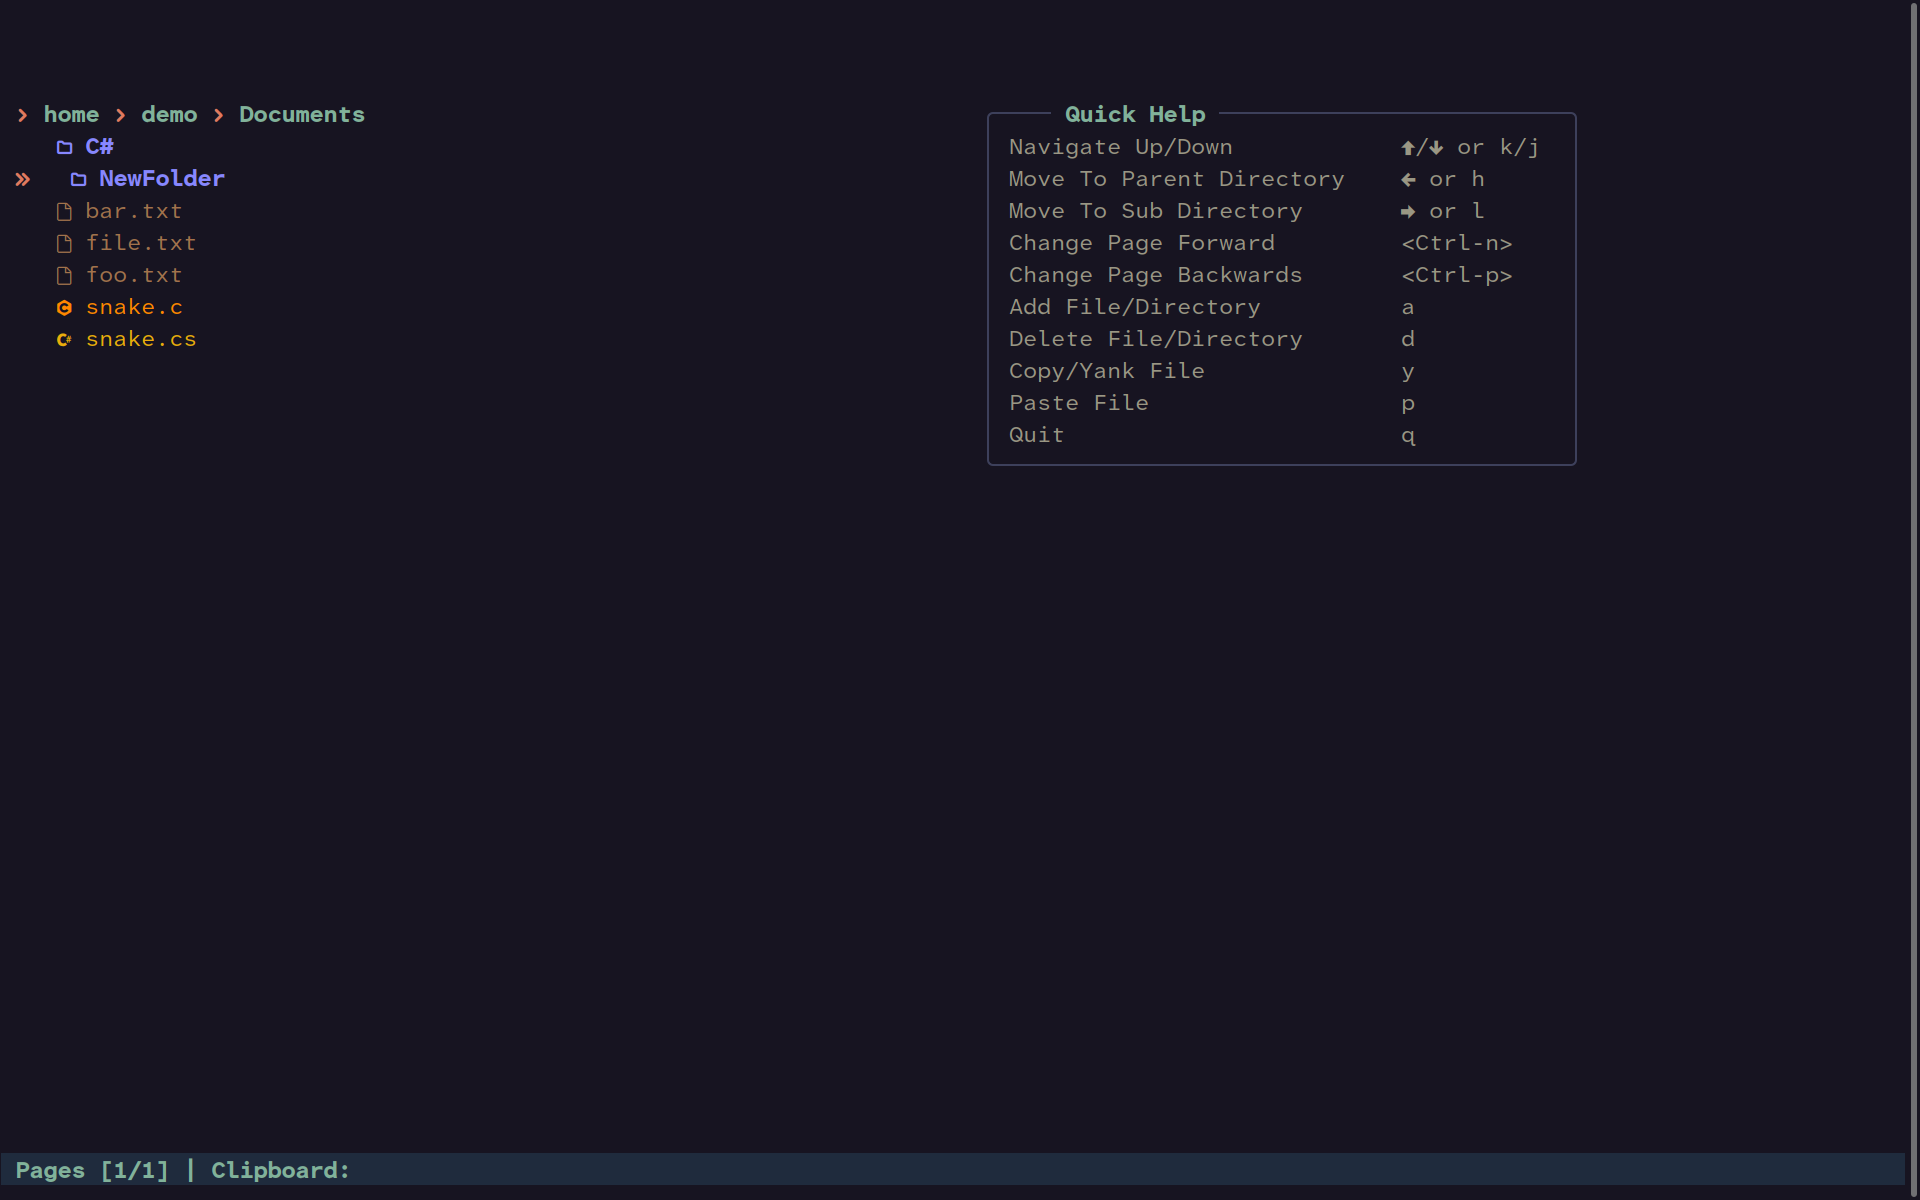 > home > demo > Documents
C#
» NewFolder
bar.txt
file.txt
foo.txt
snake.c
snake.cs
Quick Help
Navigate Up/Down 🡅/🡇 or k/j
Move To Parent Directory 🡄 or h
Move To Sub Directory 🡆 or l
Change Page Forward <Ctrl-n>
Change Page Backwards <Ctrl-p>
Add File/Directory a
Delete File/Directory d
Copy/Yank File y
Paste File p
Quit q
Pages [1/1] | Clipboard: